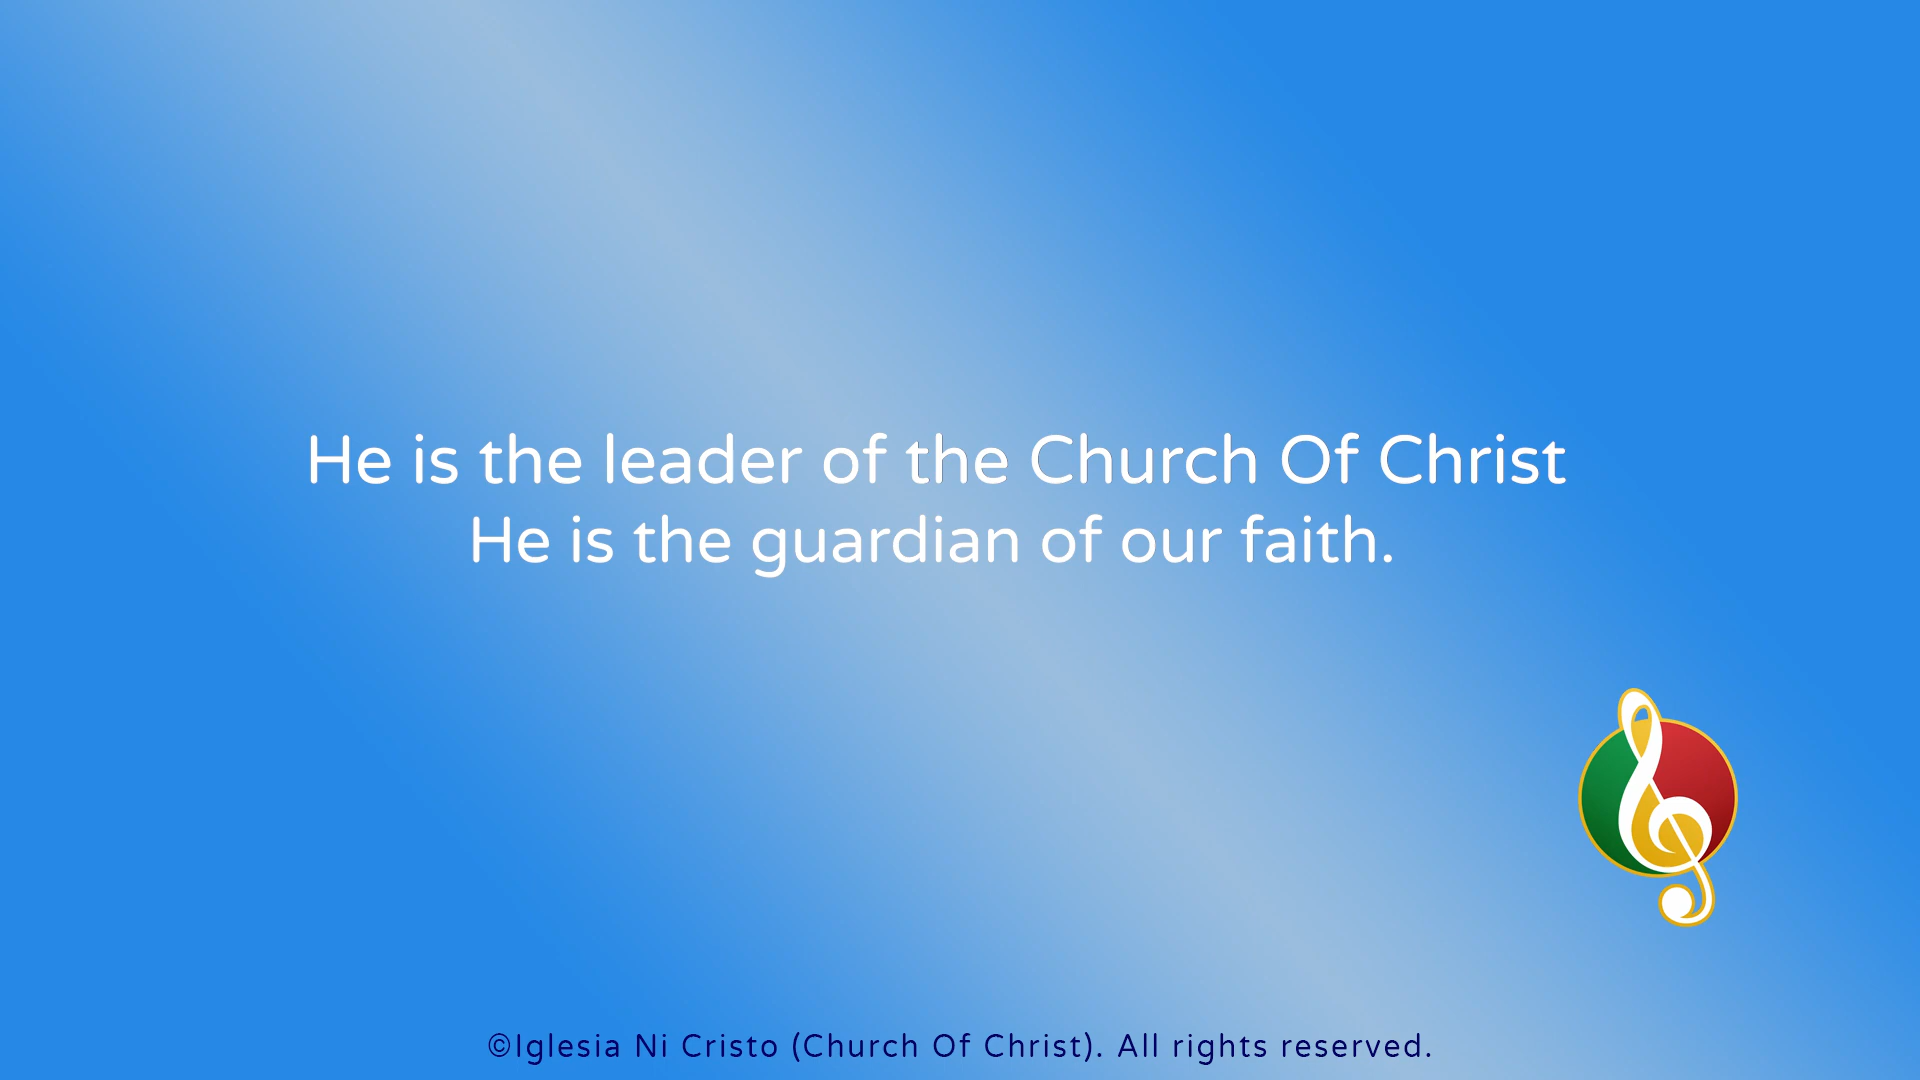 He is the leader of the Church Of Christ
He is the guardian of our faith.
©Iglesia Ni Cristo (Church Of Christ). All rights reserved.